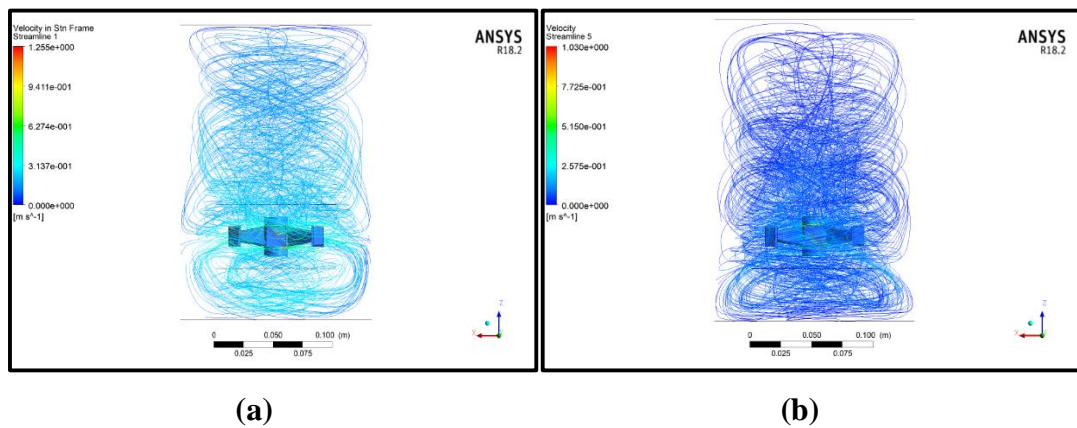 Velocity in Stn Frame
Streamline 1
1.255e+000
9.411e-001
6.274e-001
3.137e-001
0.000e+000
[m s^-1]
ANSYS
R18.2
0 0.050 0.100 (m)
0.025 0.075
Z
X
Velocity
Streamline 5
1.030e+000
7.725e-001
5.150e-001
2.575e-001
0.000e+000
[m s^-1]
ANSYS
R18.2
0 0.050 0.100 (m)
0.025 0.075
Z
X
(a)
(b)